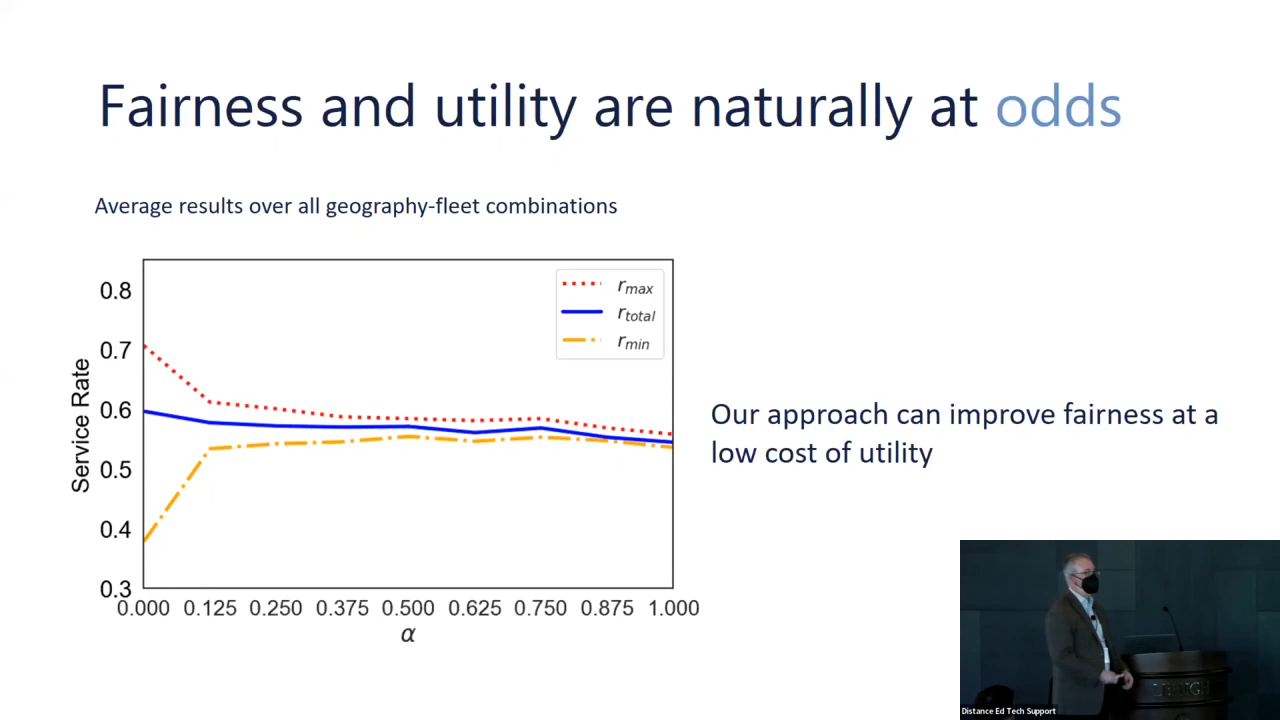 Fairness and utility are naturally at odds
Average results over all geography-fleet combinations
Service Rate
0.8
0.7
0.6
0.5
0.4
0.3
r_max
r_total
r_min
0.000 0.125 0.250 0.375 0.500 0.625 0.750 0.875 1.000
α
Our approach can improve fairness at a
low cost of utility
LEHIGH
Distance Ed Tech Support